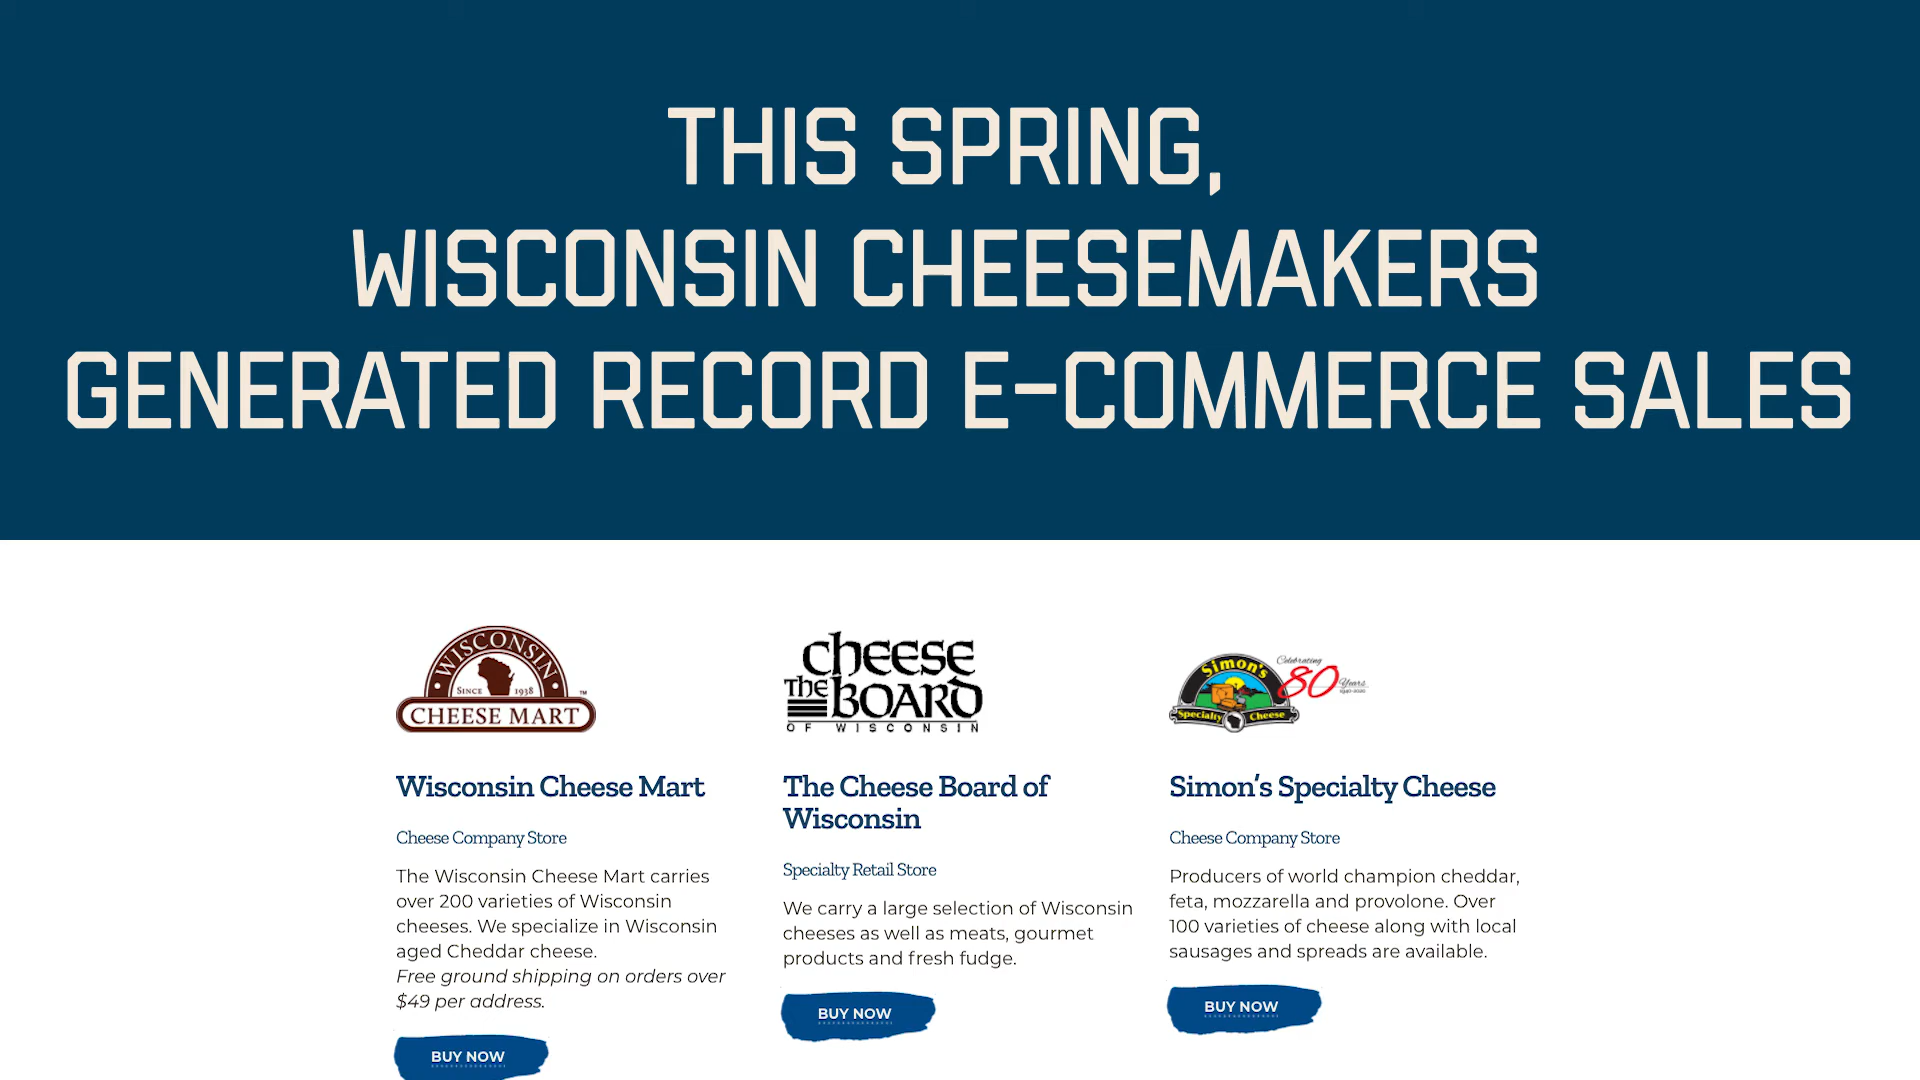 THIS SPRING,
WISCONSIN CHEESEMAKERS
GENERATED RECORD E-COMMERCE SALES
WISCONSIN
SINCE 1938
™
CHEESE MART
Wisconsin Cheese Mart
Cheese Company Store
The Wisconsin Cheese Mart carries
over 200 varieties of Wisconsin
cheeses. We specialize in Wisconsin
aged Cheddar cheese.
Free ground shipping on orders over
$49 per address.
BUY NOW
cheese
THE BOARD
OF WISCONSIN
The Cheese Board of
Wisconsin
Specialty Retail Store
We carry a large selection of Wisconsin
cheeses as well as meats, gourmet
products and fresh fudge.
BUY NOW
Simon's
Specialty Cheese
Celebrating
80 Years
1940-2020
Simon's Specialty Cheese
Cheese Company Store
Producers of world champion cheddar,
feta, mozzarella and provolone. Over
100 varieties of cheese along with local
sausages and spreads are available.
BUY NOW